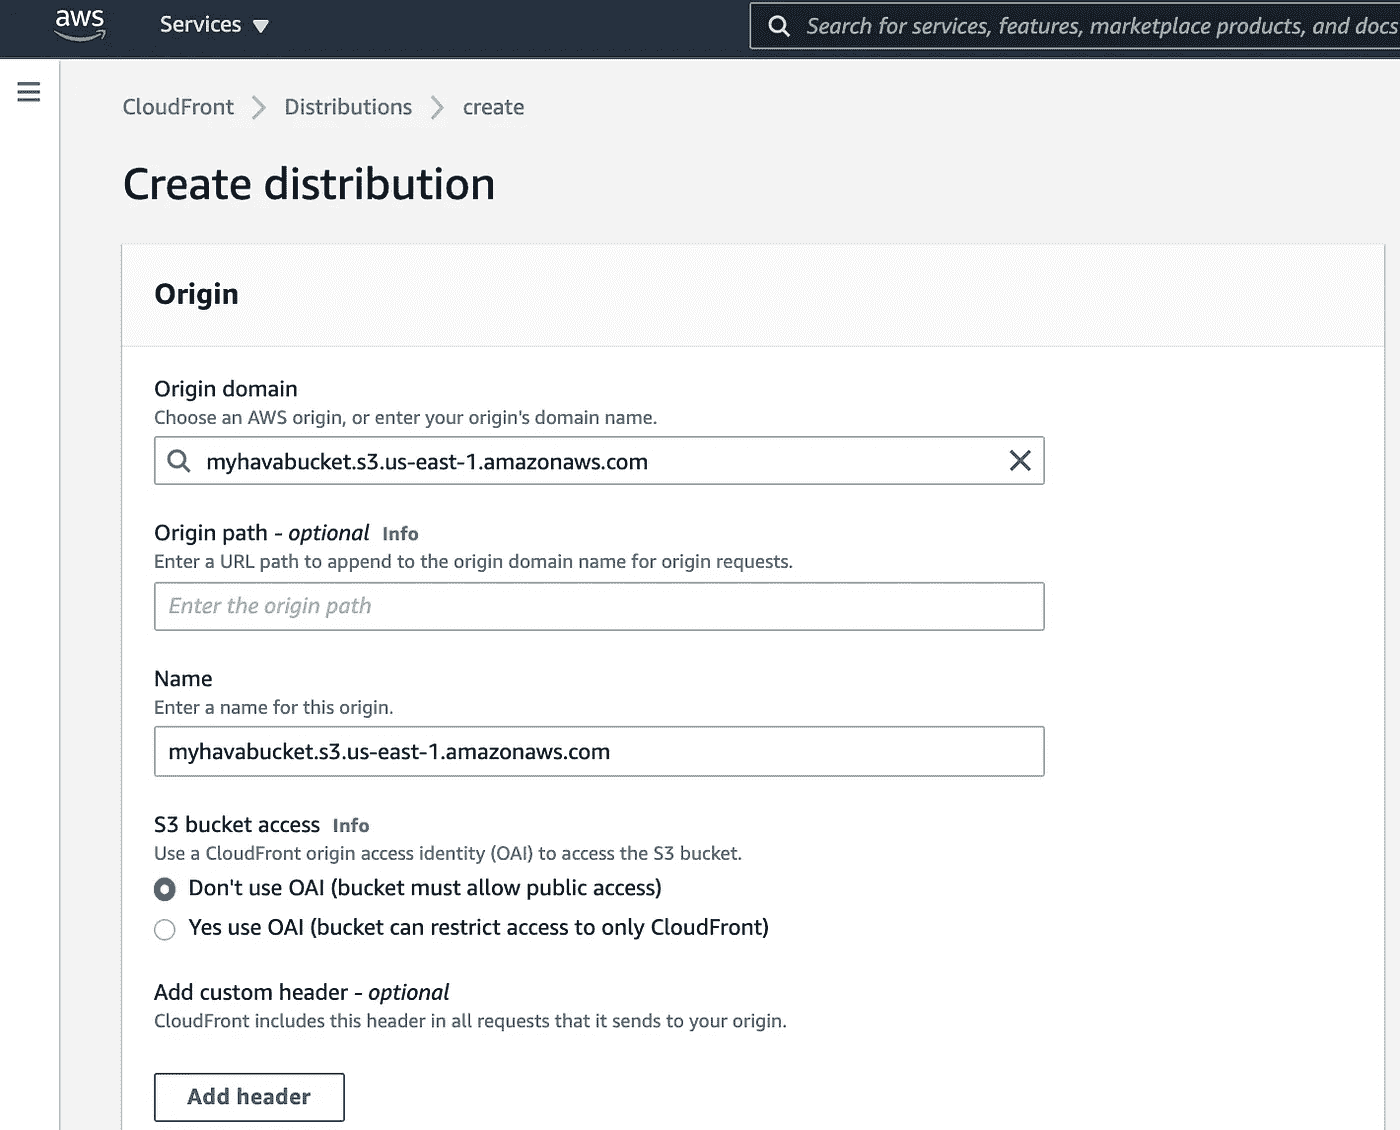 aws
Services
Search for services, features, marketplace products, and docs
CloudFront
Distributions
create
Create distribution
Origin
Origin domain
Choose an AWS origin, or enter your origin's domain name.
myhavabucket.s3.us-east-1.amazonaws.com
Origin path - optional Info
Enter a URL path to append to the origin domain name for origin requests.
Enter the origin path
Name
Enter a name for this origin.
myhavabucket.s3.us-east-1.amazonaws.com
S3 bucket access Info
Use a CloudFront origin access identity (OAI) to access the S3 bucket.
Don't use OAI (bucket must allow public access)
Yes use OAI (bucket can restrict access to only CloudFront)
Add custom header - optional
CloudFront includes this header in all requests that it sends to your origin.
Add header